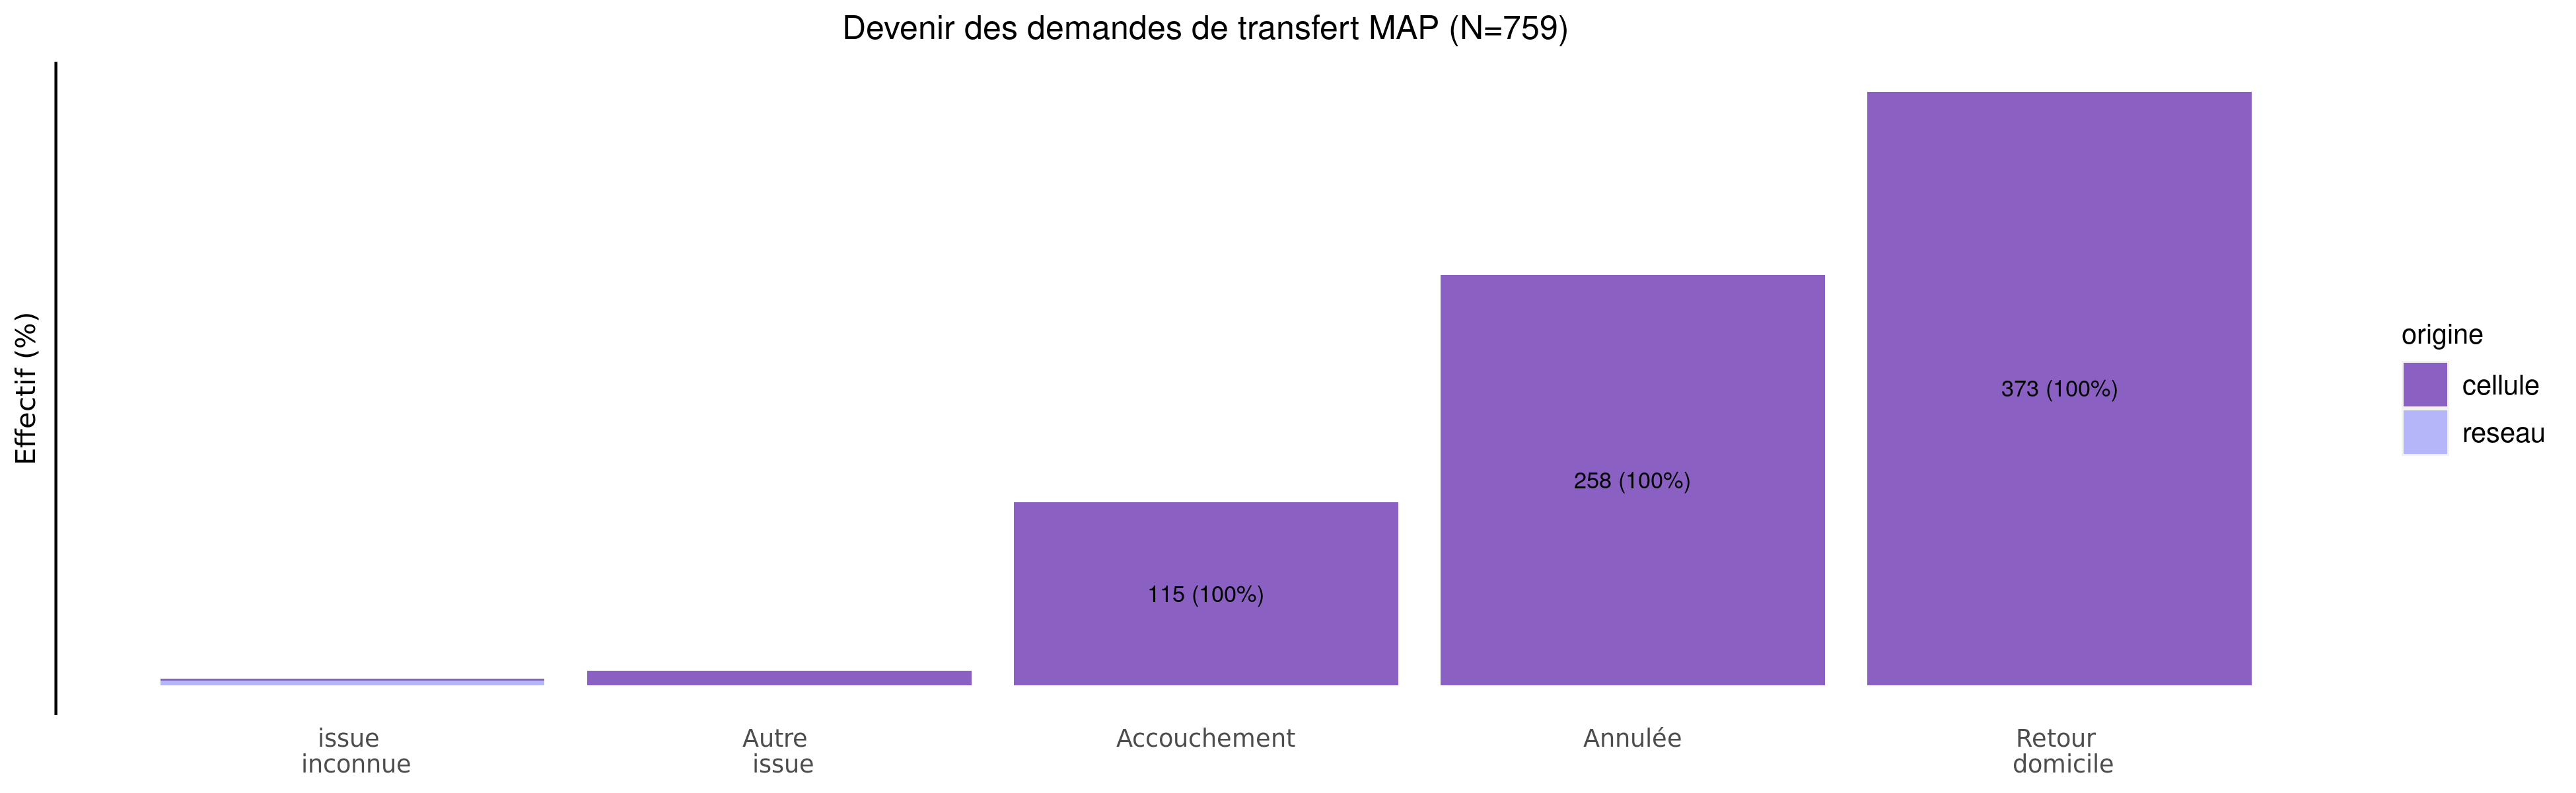 Devenir des demandes de transfert MAP (N=759)
Effectif (%)
373 (100%)
258 (100%)
115 (100%)
origine
cellule
reseau
issue
inconnue
Autre
issue
Accouchement
Annulée
Retour
domicile